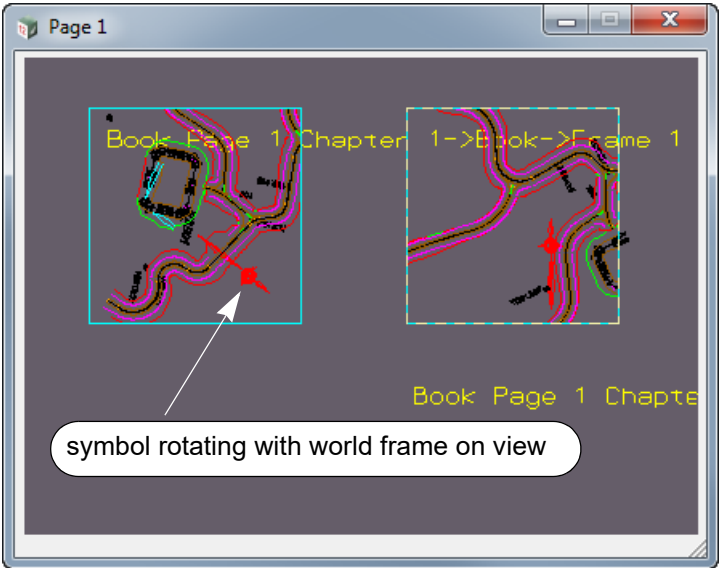 Page 1
Book Page 1 Chapter 1->Book->Frame 1
Book Page 1 Chapte
symbol rotating with world frame on view